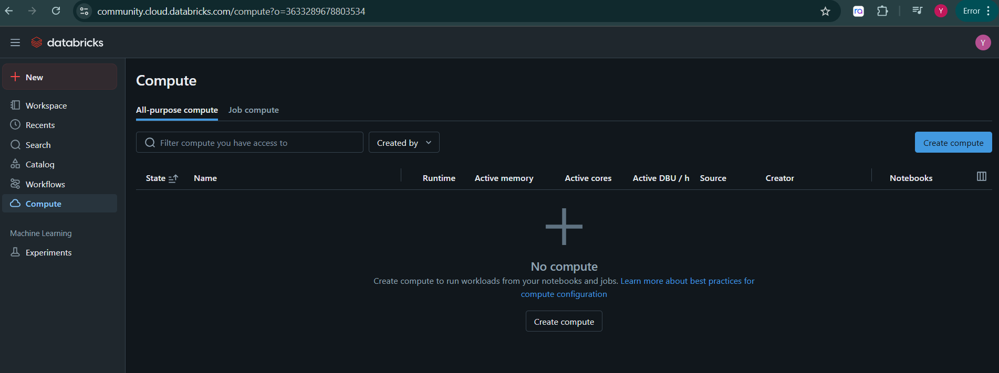 community.cloud.databricks.com/compute?o=3633289678803534
ra
Y
Error
databricks
Y
New
Workspace
Recents
Search
Catalog
Workflows
Compute
Machine Learning
Experiments
Compute
All-purpose compute Job compute
Filter compute you have access to
Created by
Create compute
State Name Runtime Active memory Active cores Active DBU / h Source Creator Notebooks
No compute
Create compute to run workloads from your notebooks and jobs. Learn more about best practices for
compute configuration
Create compute